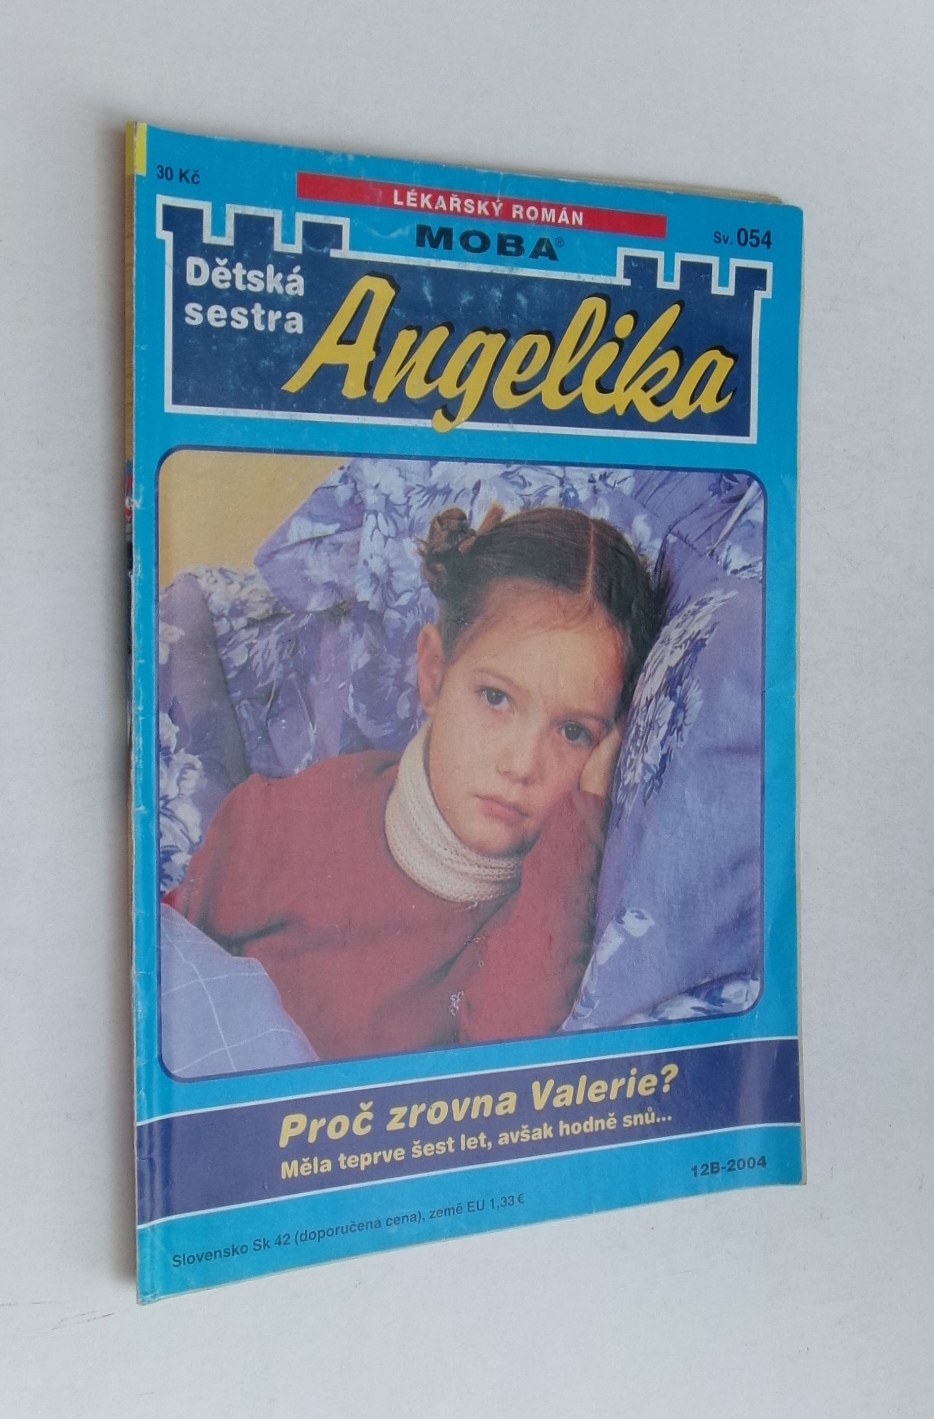 30 Kč
LÉKAŘSKÝ ROMÁN
MOBA®
Sv. 054
Dětská
sestra
Angelika
Proč zrovna Valerie?
Měla teprve šest let, avšak hodně snů...
12B-2004
Slovensko Sk 42 (doporučená cena), země EU 1,33 €